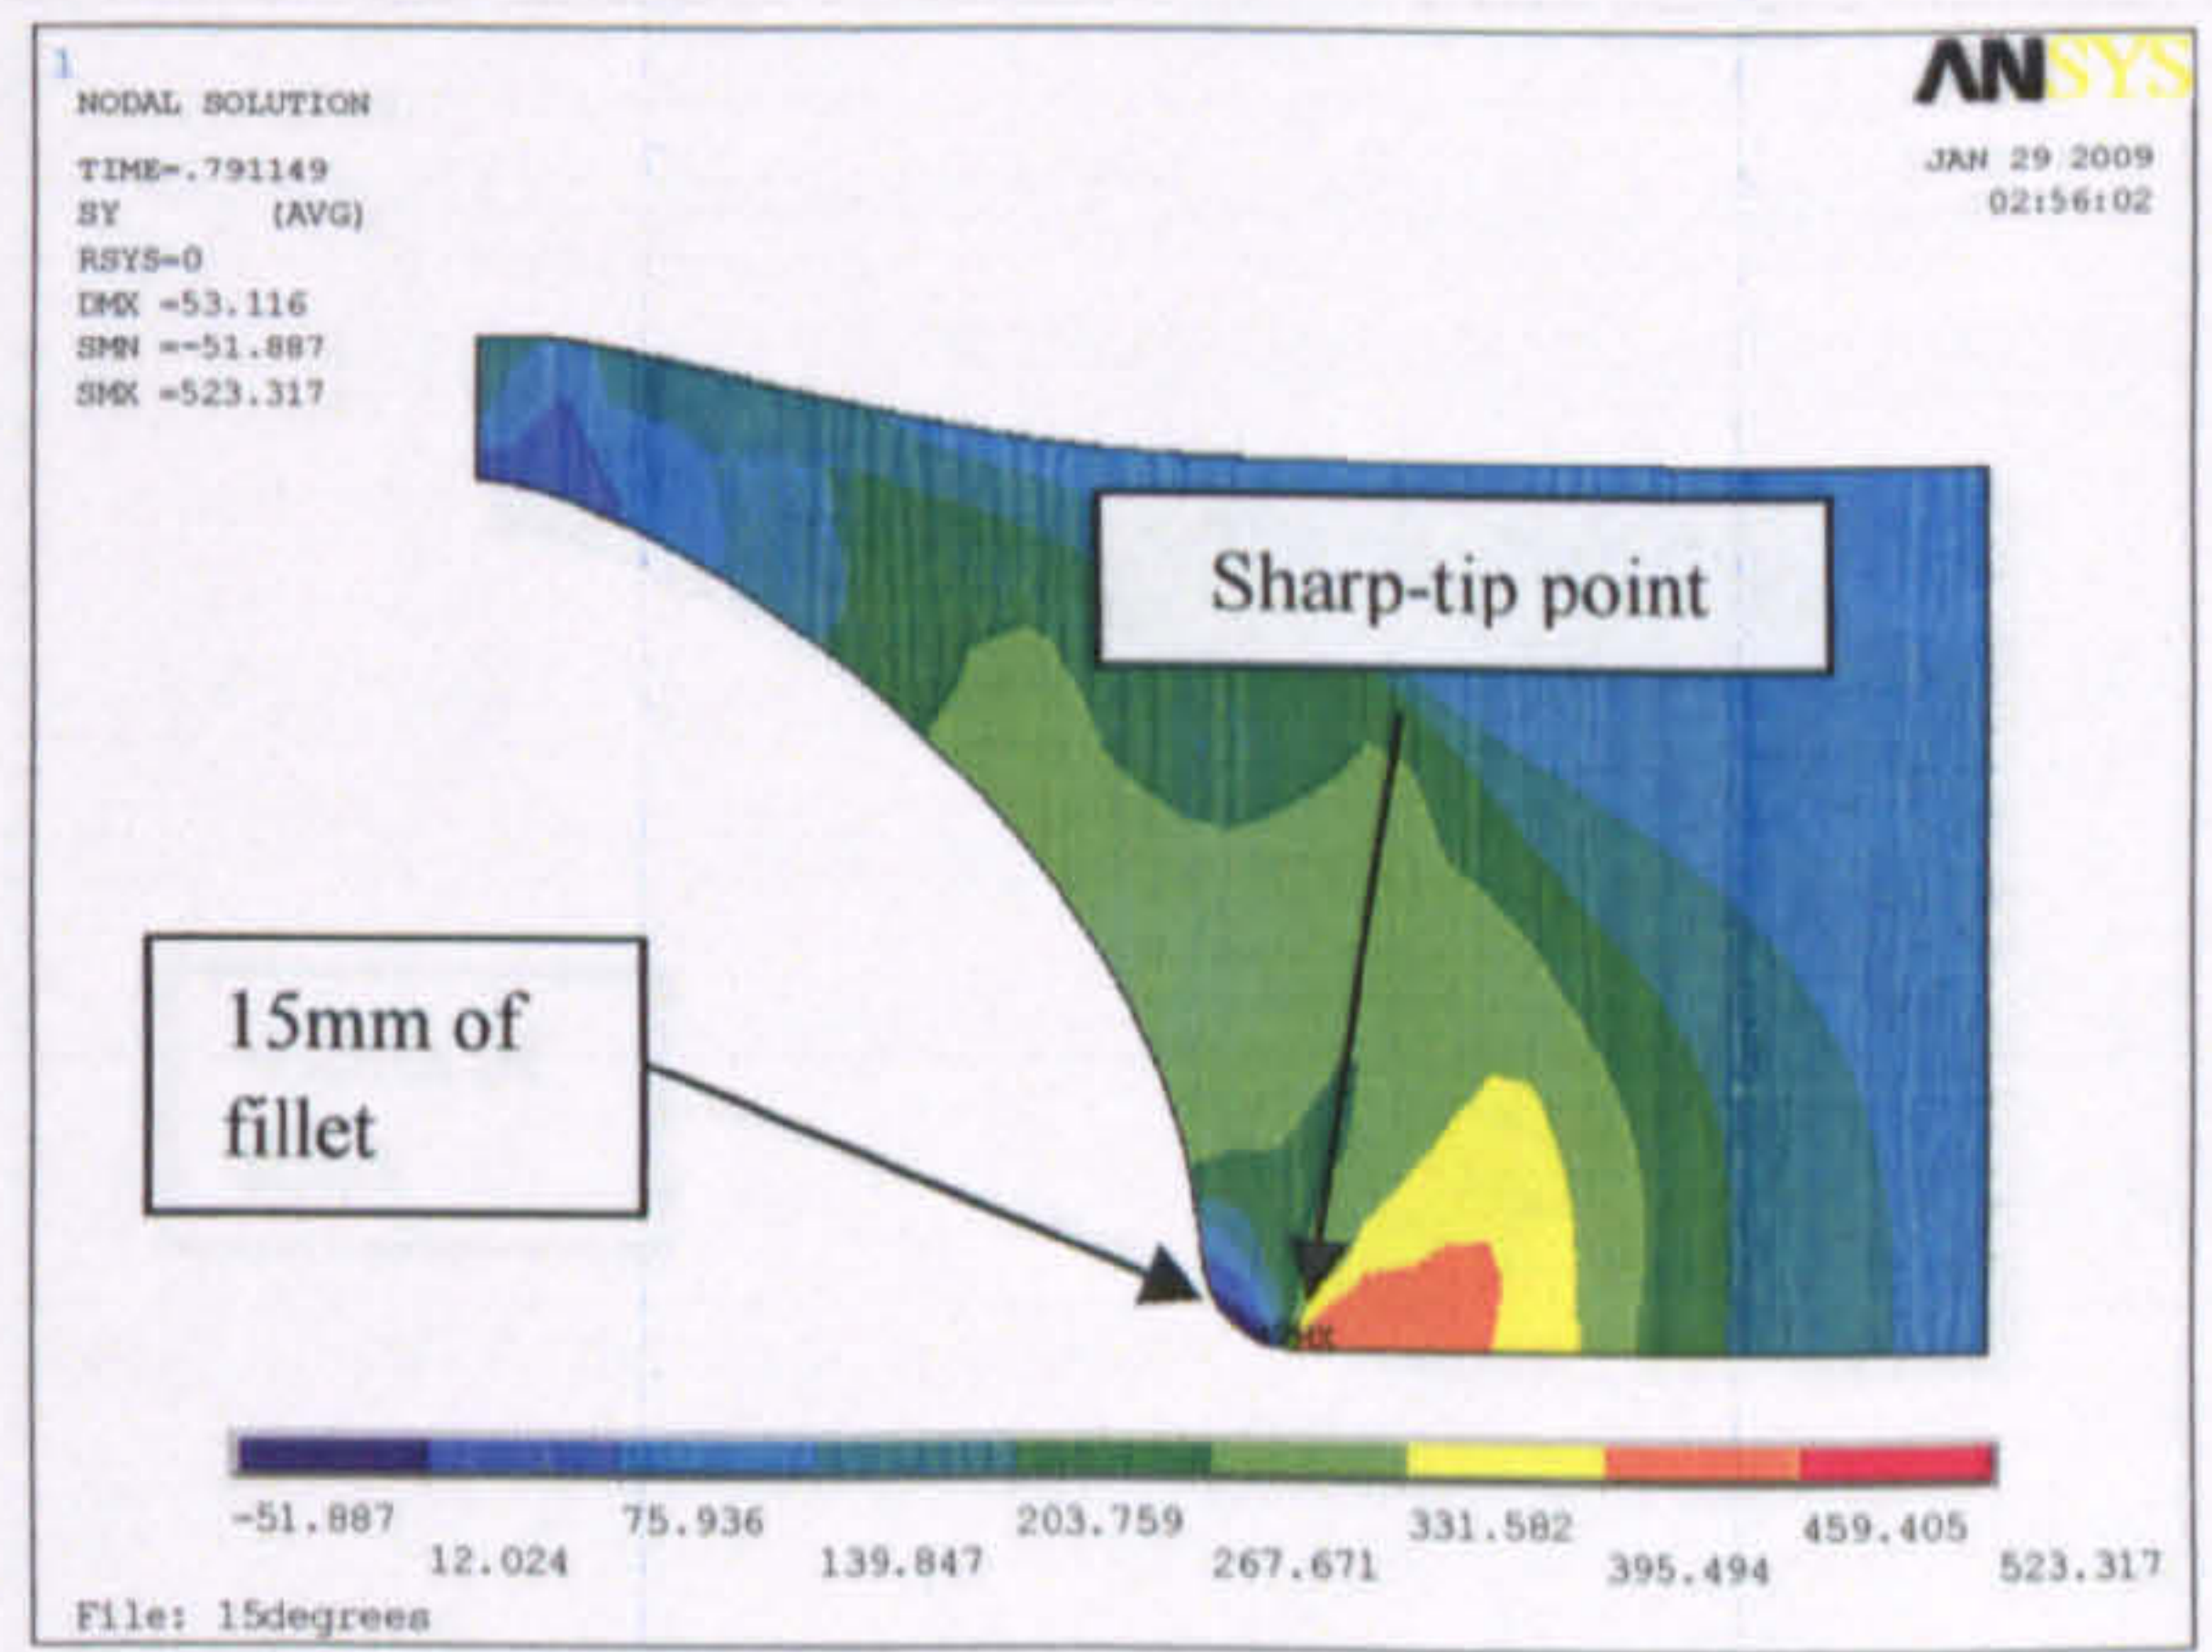 1
ANSYS
NODAL SOLUTION
JAN 29 2009
02:56:02
TIME=.791149
SY (AVG)
RSYS=0
DMX =53.116
SMN =-51.887
SMX =523.317
Sharp-tip point
15mm of
fillet
-51.887 75.936 203.759 331.582 459.405
12.024 139.847 267.671 395.494 523.317
File: 15degrees